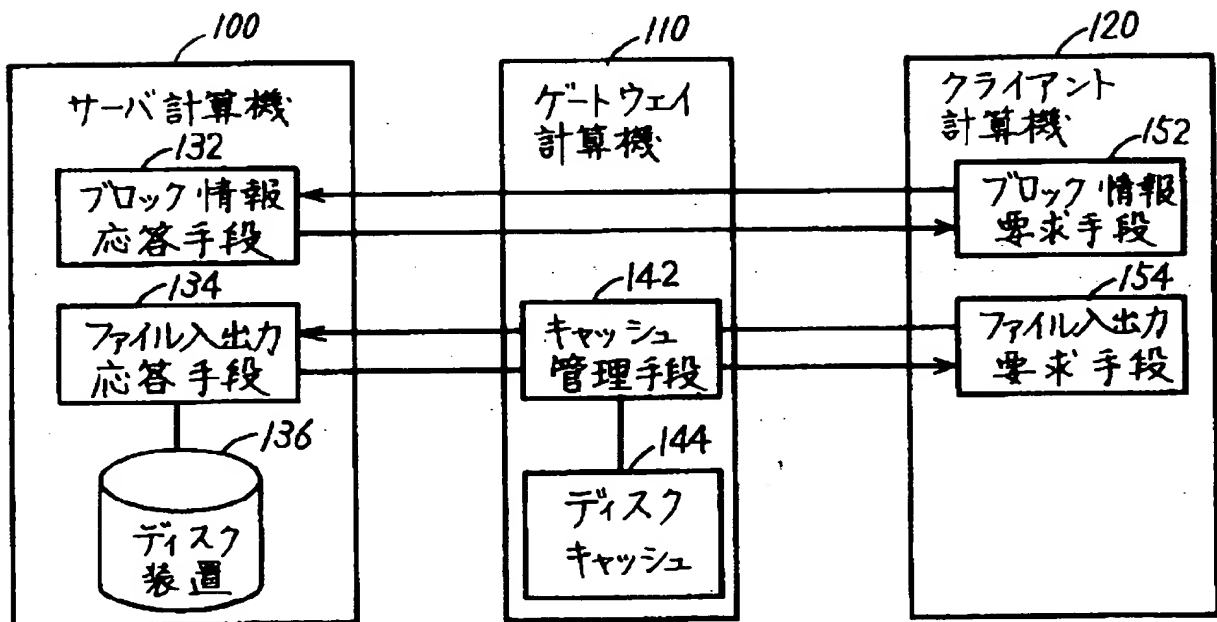 100
サーバ計算機
132
ブロック情報
応答手段
134
ファイル入出力
応答手段
136
ディスク
装置
110
ゲートウェイ
計算機
142
キャッシュ
管理手段
144
ディスク
キャッシュ
120
クライアント
計算機
152
ブロック情報
要求手段
154
ファイル入出力
要求手段